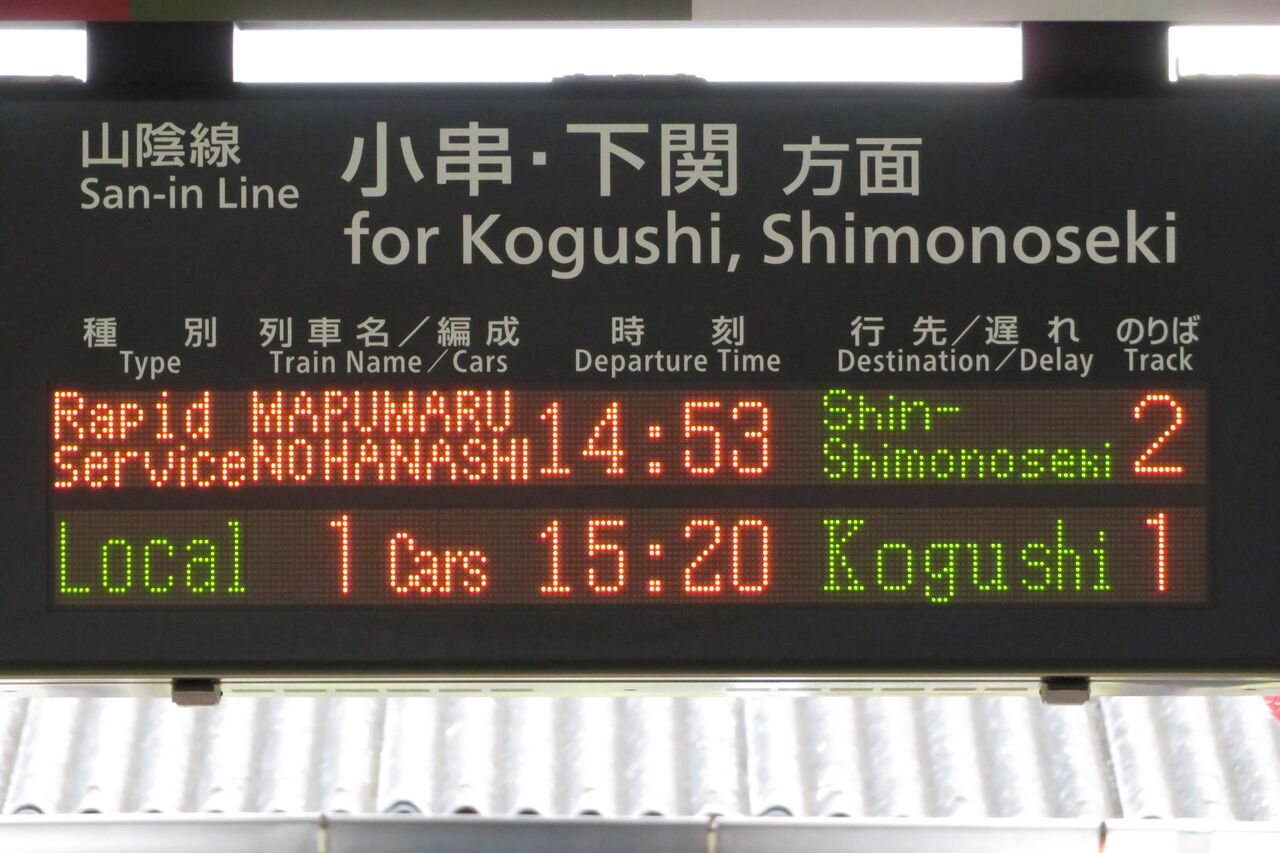 山陰線 小串・下関 方面
San-in Line for Kogushi, Shimonoseki
種別 列車名／編成 時刻 行先／遅れ のりば
Type Train Name／Cars Departure Time Destination／Delay Track
Rapid MARUMARU 14:53 Shin- 2
Service NO HANASHI Shimonoseki
Local 1 Cars 15:20 Kogushi 1